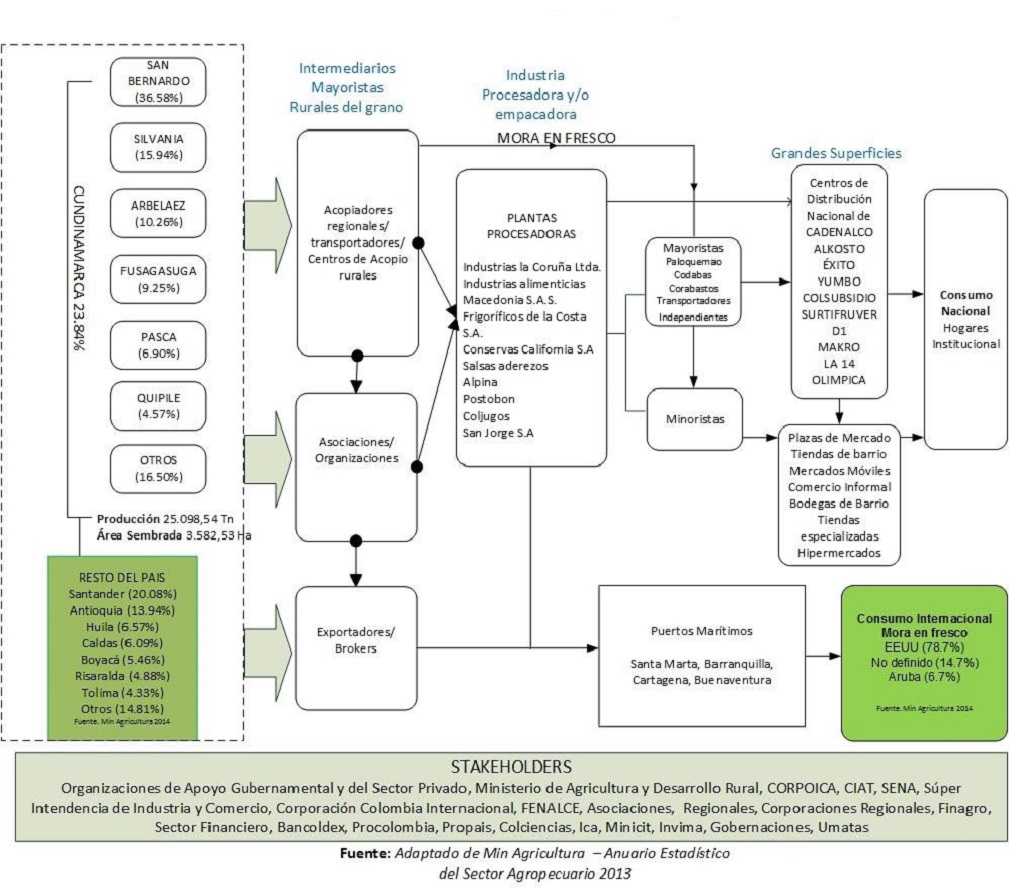 SAN
BERNARDO
(36.58%)
SILVANIA
(15.94%)
ARBELAEZ
(10.26%)
FUSAGASUGA
(9.25%)
PASCA
(6.90%)
QUIPILE
(4.57%)
OTROS
(16.50%)
CUNDINAMARCA 23.84%
Producción 25.098,54 Tn
Área Sembrada 3.582,53 Ha
RESTO DEL PAIS
Santander (20.08%)
Antioquia (13.94%)
Huila (6.57%)
Caldas (6.09%)
Boyacá (5.46%)
Risaralda (4.88%)
Tolima (4.33%)
Otros (14.81%)
Fuente. Min Agricultura 2014
Intermediarios
Mayoristas
Rurales del grano
Acopiadores
regionales/
transportadores/
Centros de Acopio
rurales
Asociaciones/
Organizaciones
Exportadores/
Brokers
Industria
Procesadora y/o
empacadora
MORA EN FRESCO
PLANTAS
PROCESADORAS
Industrias la Coruña Ltda.
Industrias alimenticias
Macedonia S.A.S.
Frigoríficos de la Costa
S.A.
Conservas California S.A
Salsas aderezos
Alpina
Postobon
Coljugos
San Jorge S.A
Mayoristas
Paloquemao
Codabas
Corabastos
Transportadores
Independientes
Minoristas
Grandes Superficies
Centros de
Distribución
Nacional de
CADENALCO
ALKOSTO
ÉXITO
YUMBO
COLSUBSIDIO
SURTIFRUVER
D1
MAKRO
LA 14
OLIMPICA
Plazas de Mercado
Tiendas de barrio
Mercados Móviles
Comercio Informal
Bodegas de Barrio
Tiendas
especializadas
Hipermercados
Consumo
Nacional
Hogares
Institucional
Puertos Marítimos
Santa Marta, Barranquilla,
Cartagena, Buenaventura
Consumo Internacional
Mora en fresco
EEUU (78.7%)
No definido (14.7%)
Aruba (6.7%)
Fuente. Min Agricultura 2014
STAKEHOLDERS
Organizaciones de Apoyo Gubernamental y del Sector Privado, Ministerio de Agricultura y Desarrollo Rural, CORPOICA, CIAT, SENA, Súper
Intendencia de Industria y Comercio, Corporación Colombia Internacional, FENALCE, Asociaciones, Regionales, Corporaciones Regionales, Finagro,
Sector Financiero, Bancoldex, Procolombia, Propais, Colciencias, Ica, Minicit, Invima, Gobernaciones, Umatas
Fuente: Adaptado de Min Agricultura – Anuario Estadístico
del Sector Agropecuario 2013